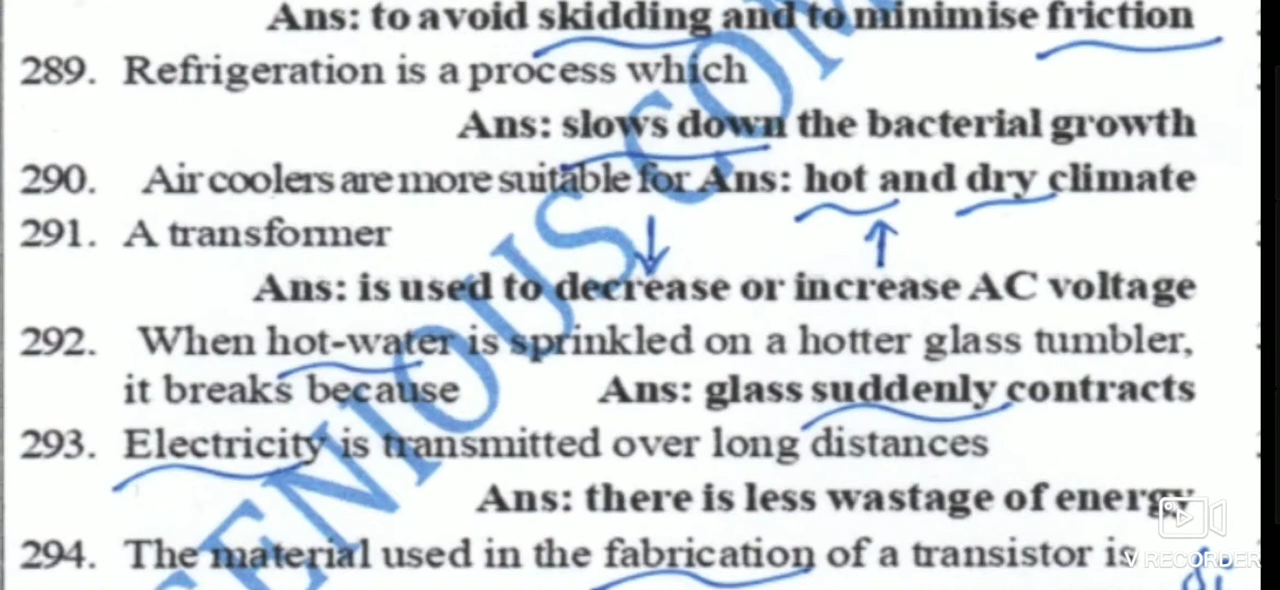 Ans: to avoid skidding and to minimise friction
289. Refrigeration is a process which
Ans: slows down the bacterial growth
290. Air coolers are more suitable for Ans: hot and dry climate
291. A transformer
Ans: is used to decrease or increase AC voltage
292. When hot-water is sprinkled on a hotter glass tumbler,
it breaks because Ans: glass suddenly contracts
293. Electricity is transmitted over long distances
Ans: there is less wastage of energy
294. The material used in the fabrication of a transistor is
V RECORDER
ENIOUS.COM